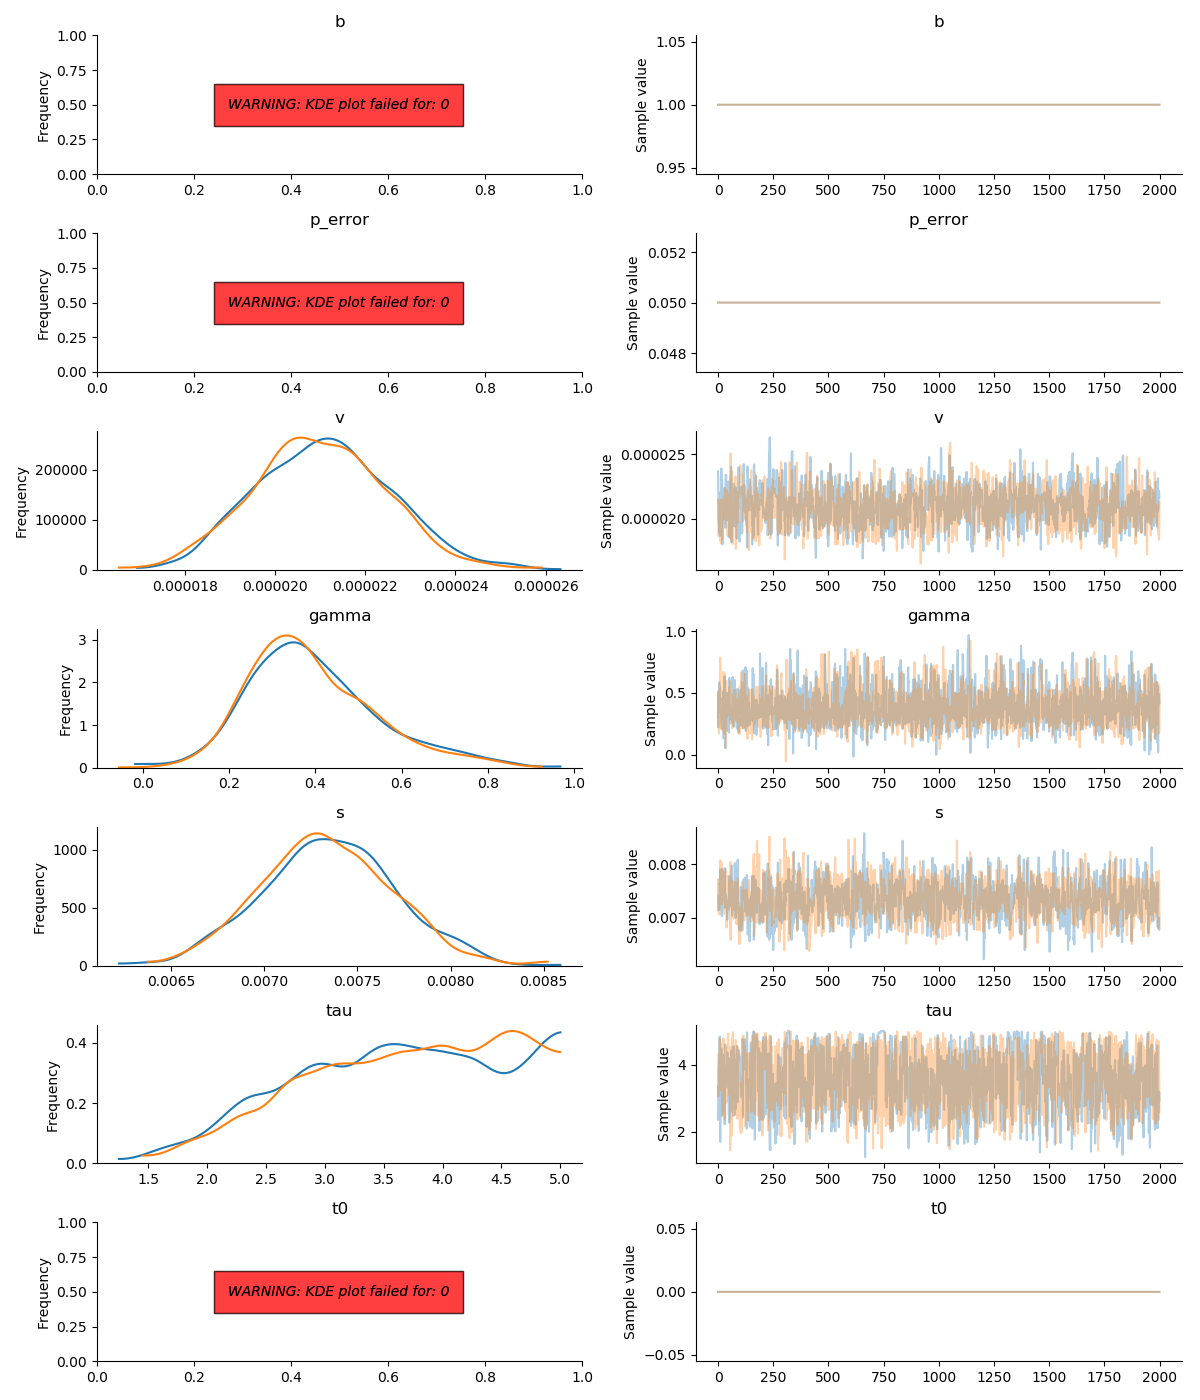 b
Frequency
1.00
0.75
0.50
0.25
0.00
WARNING: KDE plot failed for: 0
0.0 0.2 0.4 0.6 0.8 1.0
b
Sample value
1.05
1.00
0.95
0 250 500 750 1000 1250 1500 1750 2000
p_error
Frequency
1.00
0.75
0.50
0.25
0.00
WARNING: KDE plot failed for: 0
0.0 0.2 0.4 0.6 0.8 1.0
p_error
Sample value
0.052
0.050
0.048
0 250 500 750 1000 1250 1500 1750 2000
v
Frequency
200000
100000
0
0.000018 0.000020 0.000022 0.000024 0.000026
v
Sample value
0.000025
0.000020
0 250 500 750 1000 1250 1500 1750 2000
gamma
Frequency
3
2
1
0
0.0 0.2 0.4 0.6 0.8 1.0
gamma
Sample value
1.0
0.5
0.0
0 250 500 750 1000 1250 1500 1750 2000
s
Frequency
1000
500
0
0.0065 0.0070 0.0075 0.0080 0.0085
s
Sample value
0.008
0.007
0 250 500 750 1000 1250 1500 1750 2000
tau
Frequency
0.4
0.2
0.0
1.5 2.0 2.5 3.0 3.5 4.0 4.5 5.0
tau
Sample value
4
2
0 250 500 750 1000 1250 1500 1750 2000
t0
Frequency
1.00
0.75
0.50
0.25
0.00
WARNING: KDE plot failed for: 0
0.0 0.2 0.4 0.6 0.8 1.0
t0
Sample value
0.05
0.00
−0.05
0 250 500 750 1000 1250 1500 1750 2000